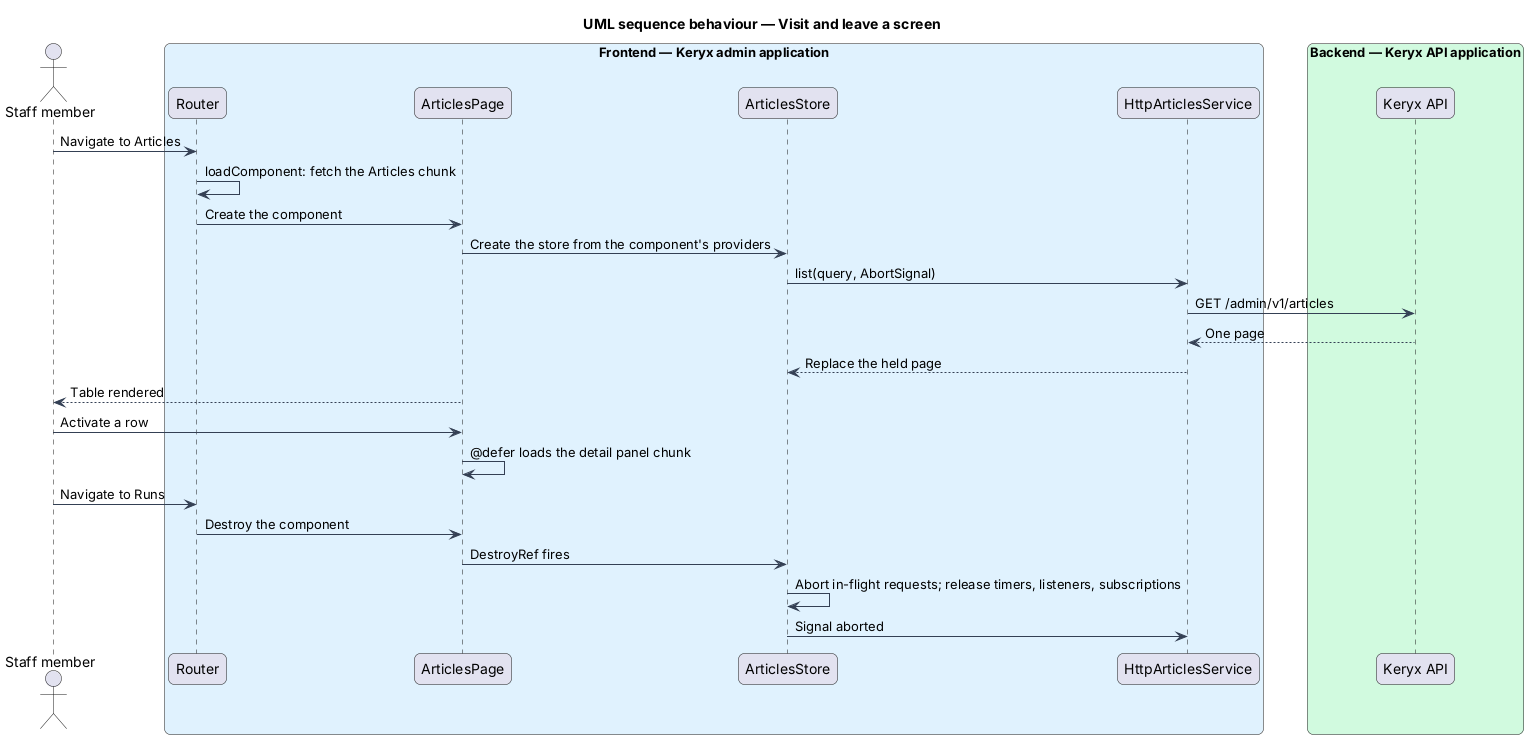 UML sequence behaviour — Visit and leave a screen
Frontend — Keryx admin application
Backend — Keryx API application
Staff member
Router
ArticlesPage
ArticlesStore
HttpArticlesService
Keryx API
Navigate to Articles
loadComponent: fetch the Articles chunk
Create the component
Create the store from the component's providers
list(query, AbortSignal)
GET /admin/v1/articles
One page
Replace the held page
Table rendered
Activate a row
@defer loads the detail panel chunk
Navigate to Runs
Destroy the component
DestroyRef fires
Abort in-flight requests; release timers, listeners, subscriptions
Signal aborted
Staff member
Router
ArticlesPage
ArticlesStore
HttpArticlesService
Keryx API